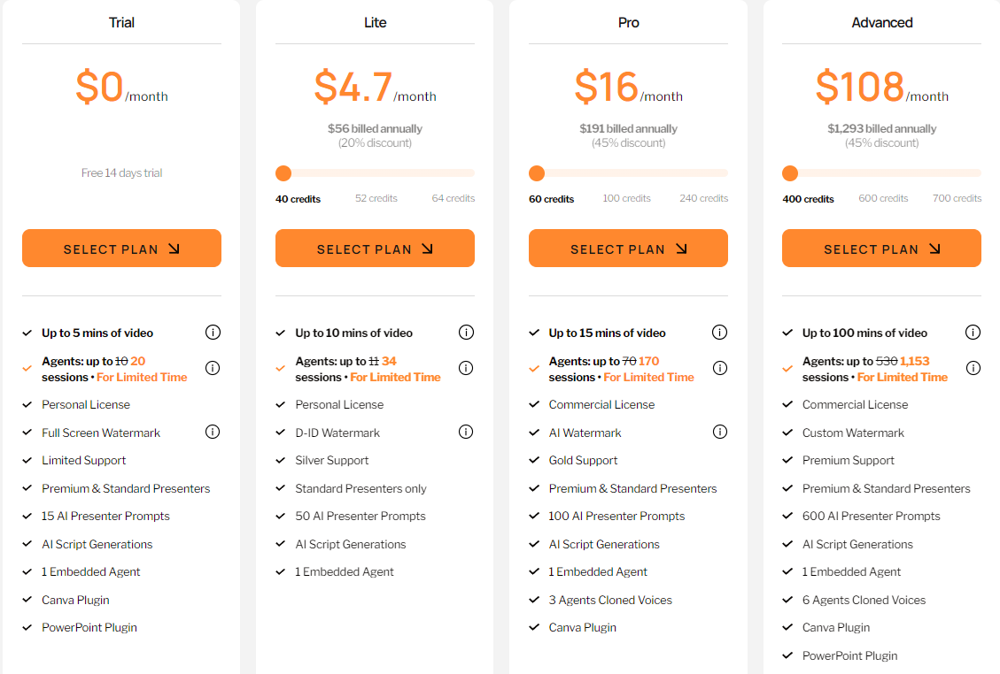 Trial
$0/month
Free 14 days trial
SELECT PLAN
Up to 5 mins of video
Agents: up to 10 20
sessions • For Limited Time
Personal License
Full Screen Watermark
Limited Support
Premium & Standard Presenters
15 AI Presenter Prompts
AI Script Generations
1 Embedded Agent
Canva Plugin
PowerPoint Plugin
Lite
$4.7/month
$56 billed annually
(20% discount)
40 credits 52 credits 64 credits
SELECT PLAN
Up to 10 mins of video
Agents: up to 11 34
sessions • For Limited Time
Personal License
D-ID Watermark
Silver Support
Standard Presenters only
50 AI Presenter Prompts
AI Script Generations
1 Embedded Agent
Pro
$16/month
$191 billed annually
(45% discount)
60 credits 100 credits 240 credits
SELECT PLAN
Up to 15 mins of video
Agents: up to 70 170
sessions • For Limited Time
Commercial License
AI Watermark
Gold Support
Premium & Standard Presenters
100 AI Presenter Prompts
AI Script Generations
1 Embedded Agent
3 Agents Cloned Voices
Canva Plugin
Advanced
$108/month
$1,293 billed annually
(45% discount)
400 credits 600 credits 700 credits
SELECT PLAN
Up to 100 mins of video
Agents: up to 530 1,153
sessions • For Limited Time
Commercial License
Custom Watermark
Premium Support
Premium & Standard Presenters
600 AI Presenter Prompts
AI Script Generations
1 Embedded Agent
6 Agents Cloned Voices
Canva Plugin
PowerPoint Plugin